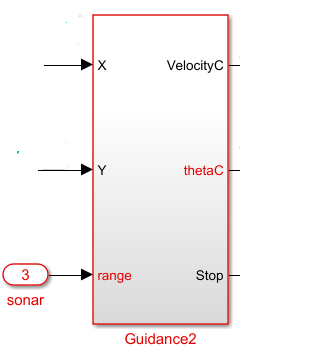 X VelocityC
Y thetaC
3 range Stop
sonar
Guidance2